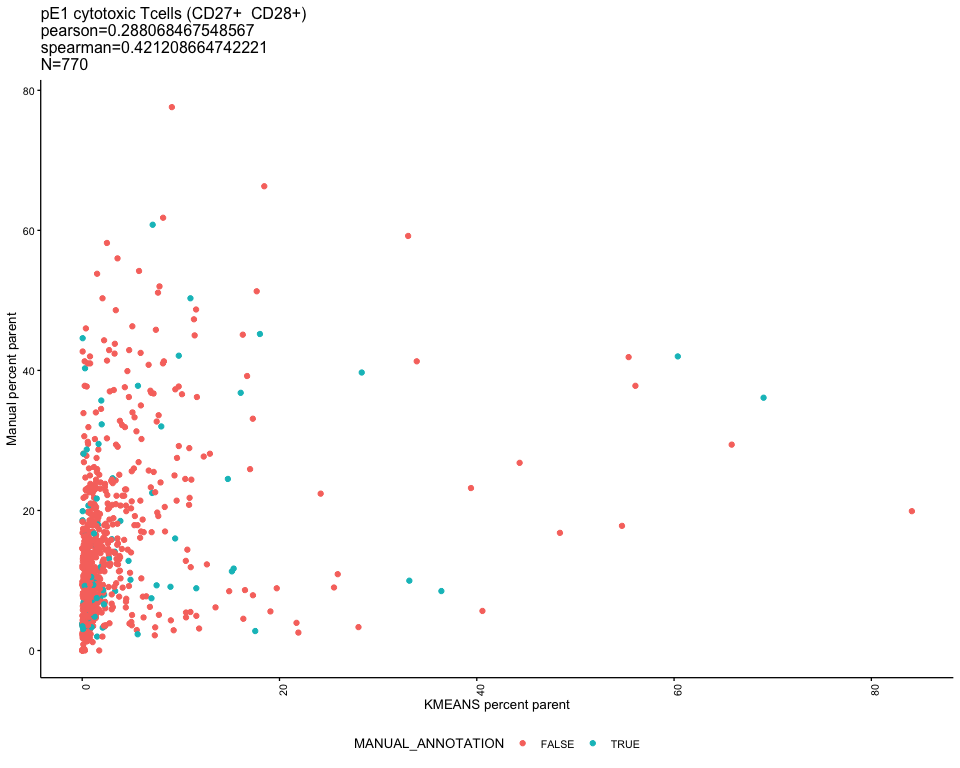 pE1 cytotoxic Tcells (CD27+  CD28+)
pearson=0.288068467548567
spearman=0.421208664742221
N=770
80
60
40
20
0
Manual percent parent
0
20
40
60
80
KMEANS percent parent
MANUAL_ANNOTATION FALSE TRUE